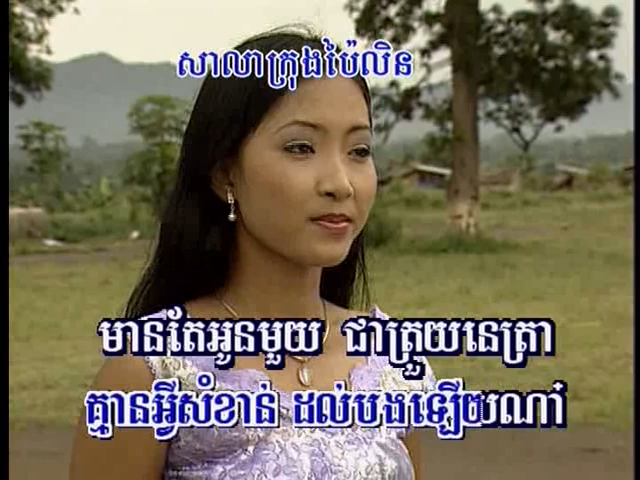 សាលាក្រុងប៉ៃលិន
មានតែអូនមួយ ជាត្រួយនេត្រា
គ្មានអ្វីសំខាន់ ដល់បងឡើយណា៎